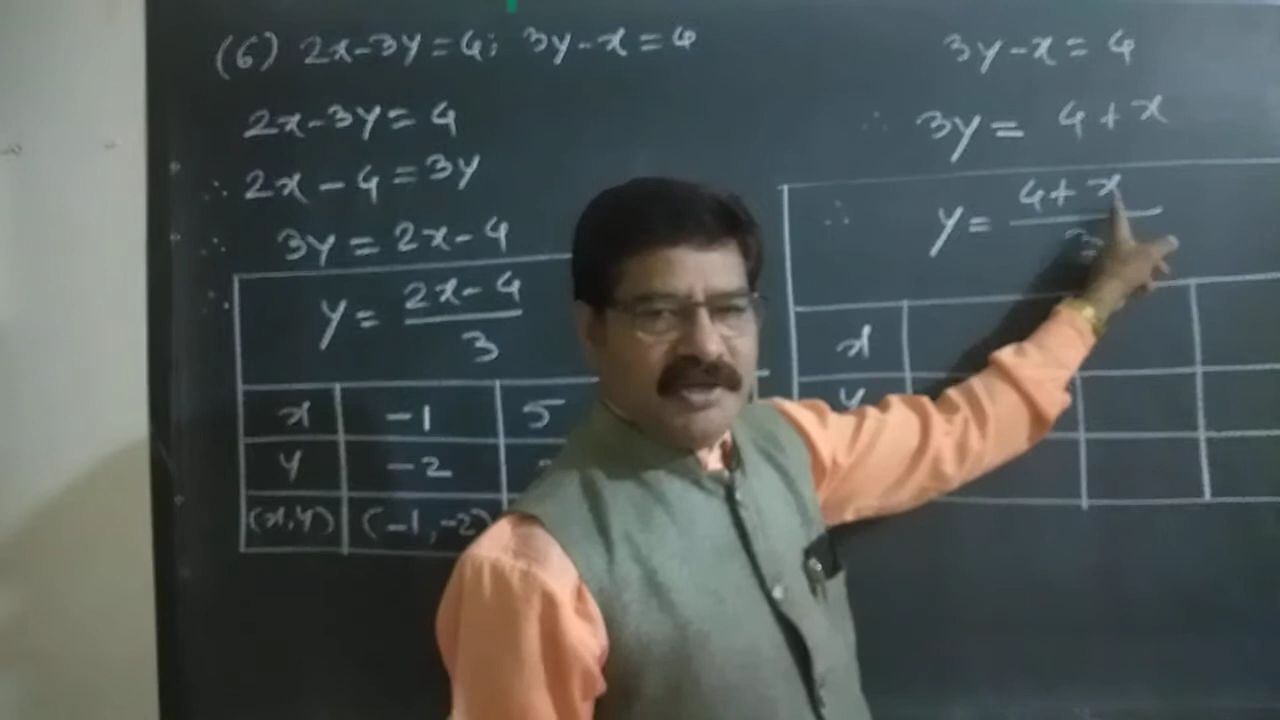 (6) 2x-3y=4; 3y-x=4
2x-3y=4
∴ 2x-4=3y
3y=2x-4
∴ y= 2x-4
3
x -1 5
y -2
(x,y) (-1,-2)
3y-x=4
∴ 3y= 4+x
∴ y= 4+x
3
x
y